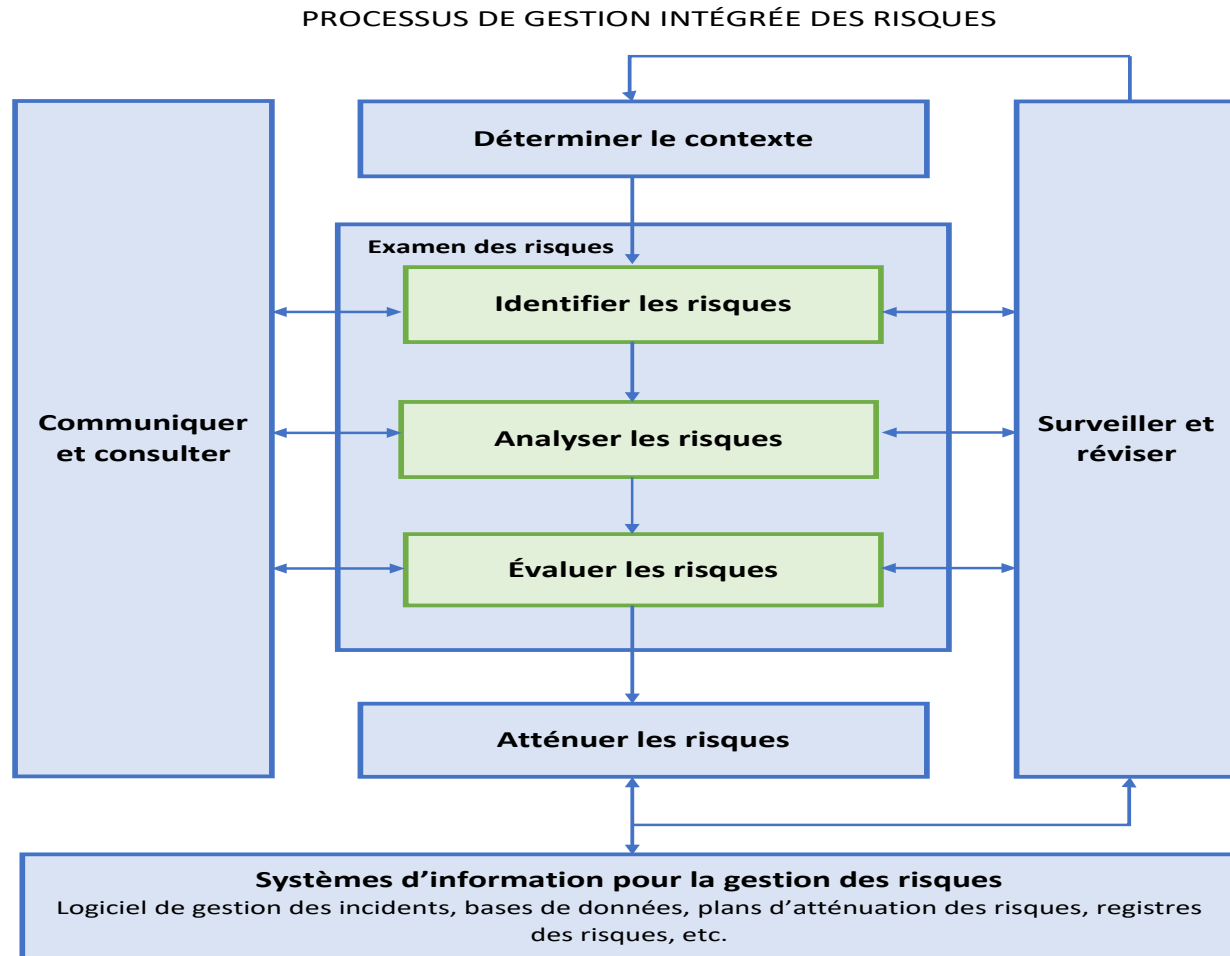 PROCESSUS DE GESTION INTÉGRÉE DES RISQUES
Déterminer le contexte
Examen des risques
Identifier les risques
Communiquer
et consulter
Analyser les risques
Surveiller et
réviser
Évaluer les risques
Atténuer les risques
Systèmes d’information pour la gestion des risques
Logiciel de gestion des incidents, bases de données, plans d’atténuation des risques, registres
des risques, etc.